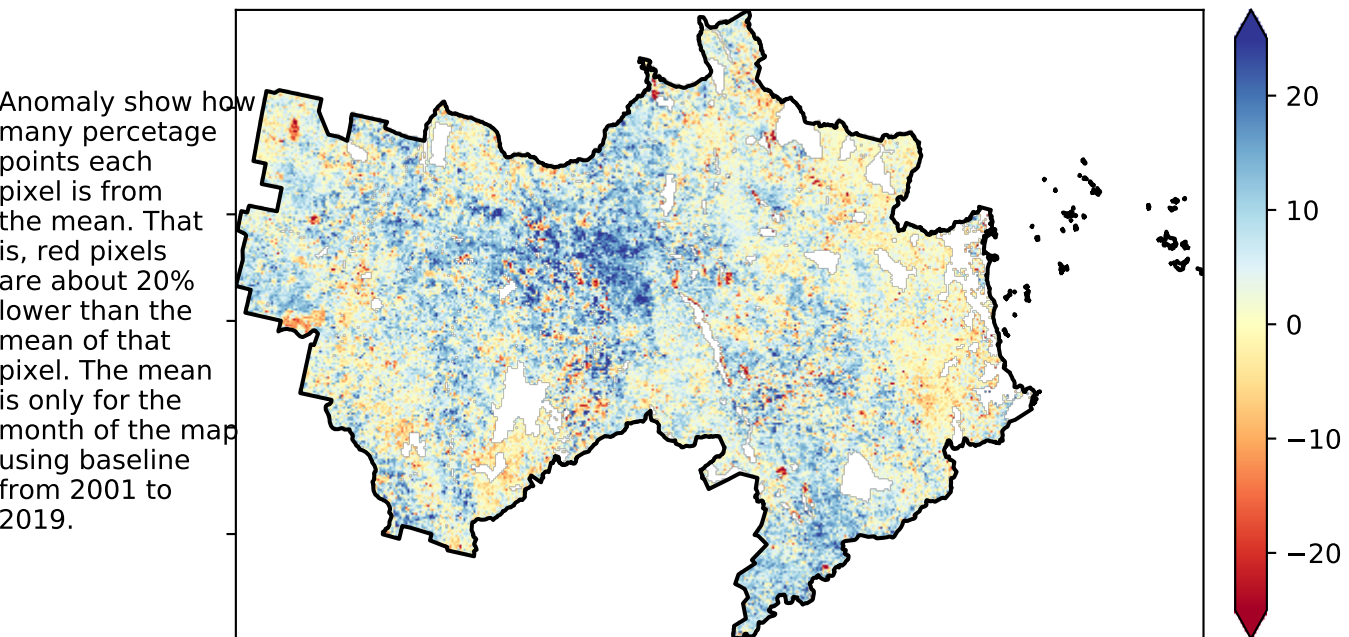 Anomaly show how
many percetage
points each
pixel is from
the mean. That
is, red pixels
are about 20%
lower than the
mean of that
pixel. The mean
is only for the
month of the map
using baseline
from 2001 to
2019.
20
10
0
−10
−20